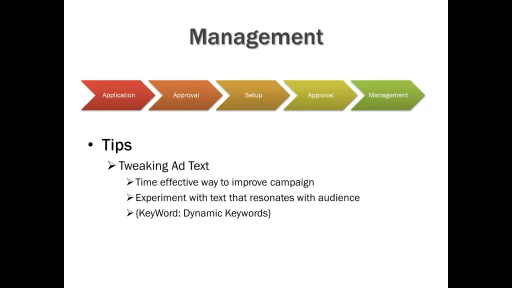 Management
Application Approval Setup Approval Management
• Tips
➢Tweaking Ad Text
➢Time effective way to improve campaign
➢Experiment with text that resonates with audience
➢{KeyWord: Dynamic Keywords}